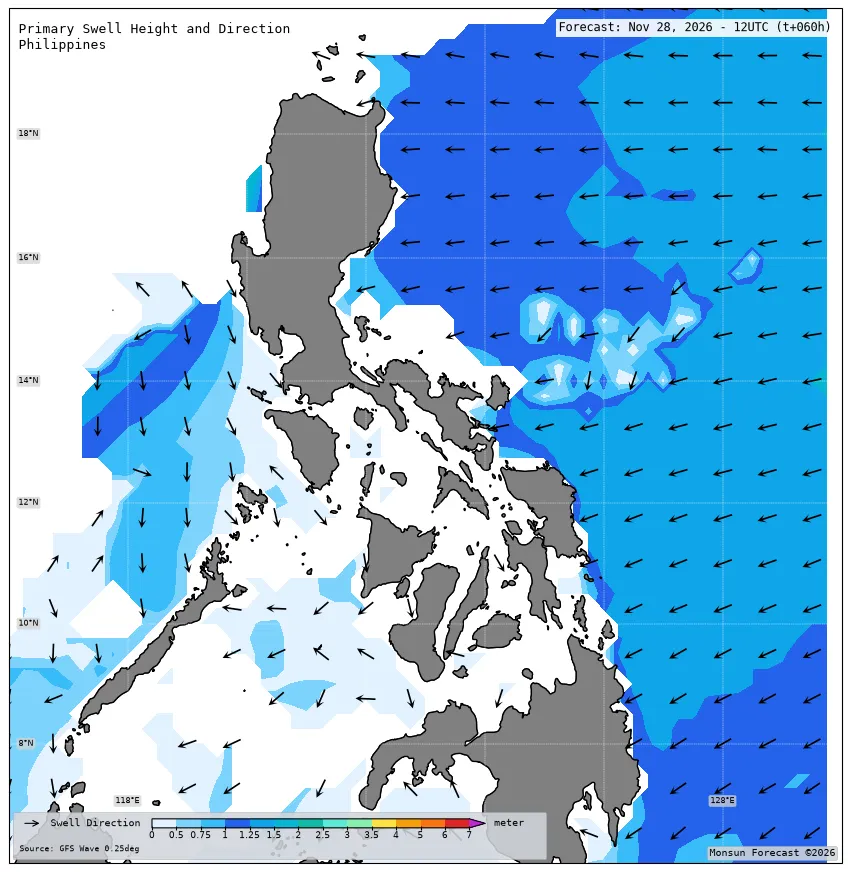 Primary Swell Height and Direction
Philippines
Forecast: Nov 28, 2026 - 12UTC (t+060h)
18°N
16°N
14°N
12°N
10°N
8°N
118°E
128°E
Swell Direction
0 0.5 0.75 1 1.25 1.5 2 2.5 3 3.5 4 5 6 7
meter
Source: GFS Wave 0.25deg
Monsun Forecast ©2026